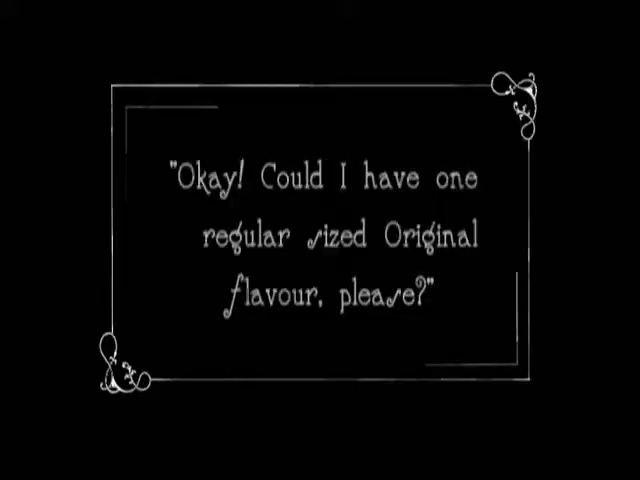 "Okay! Could I have one
regular sized Original
flavour, please?"